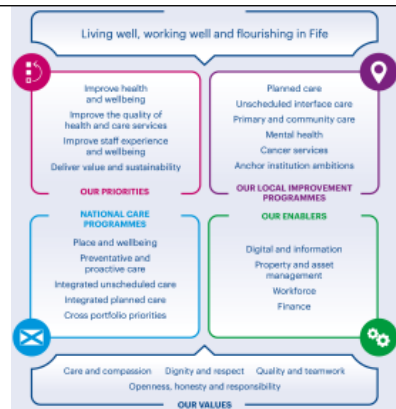 Living well, working well and flourishing in Fife
Improve health
and wellbeing
Improve the quality of
health and care services
Improve staff experience
and wellbeing
Deliver value and sustainability
OUR PRIORITIES
Planned care
Unscheduled interface care
Primary and community care
Mental health
Cancer services
Anchor institution ambitions
OUR LOCAL IMPROVEMENT
PROGRAMMES
NATIONAL CARE
PROGRAMMES
Place and wellbeing
Preventative and
proactive care
Integrated unscheduled care
Integrated planned care
Cross portfolio priorities
OUR ENABLERS
Digital and information
Property and asset
management
Workforce
Finance
Care and compassion Dignity and respect Quality and teamwork
Openness, honesty and responsibility
OUR VALUES